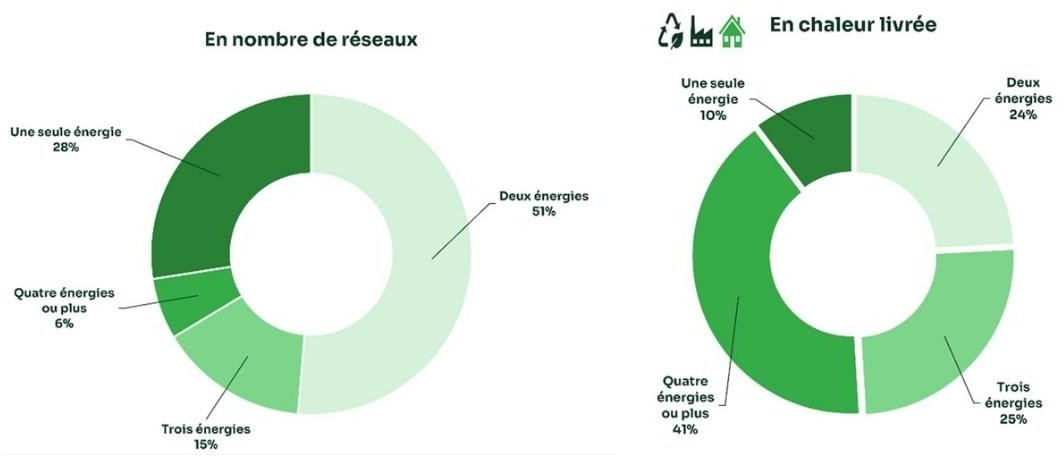 En nombre de réseaux
Une seule énergie
28%
Deux énergies
51%
Quatre énergies
ou plus
6%
Trois énergies
15%
En chaleur livrée
Une seule
énergie
10%
Deux
énergies
24%
Quatre
énergies
ou plus
41%
Trois
énergies
25%